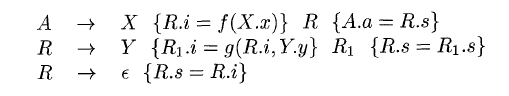 A → X {R.i = f(X.x)} R {A.a = R.s}
R → Y {R₁.i = g(R.i, Y.y} R₁ {R.s = R₁.s}
R → ϵ {R.s = R.i}